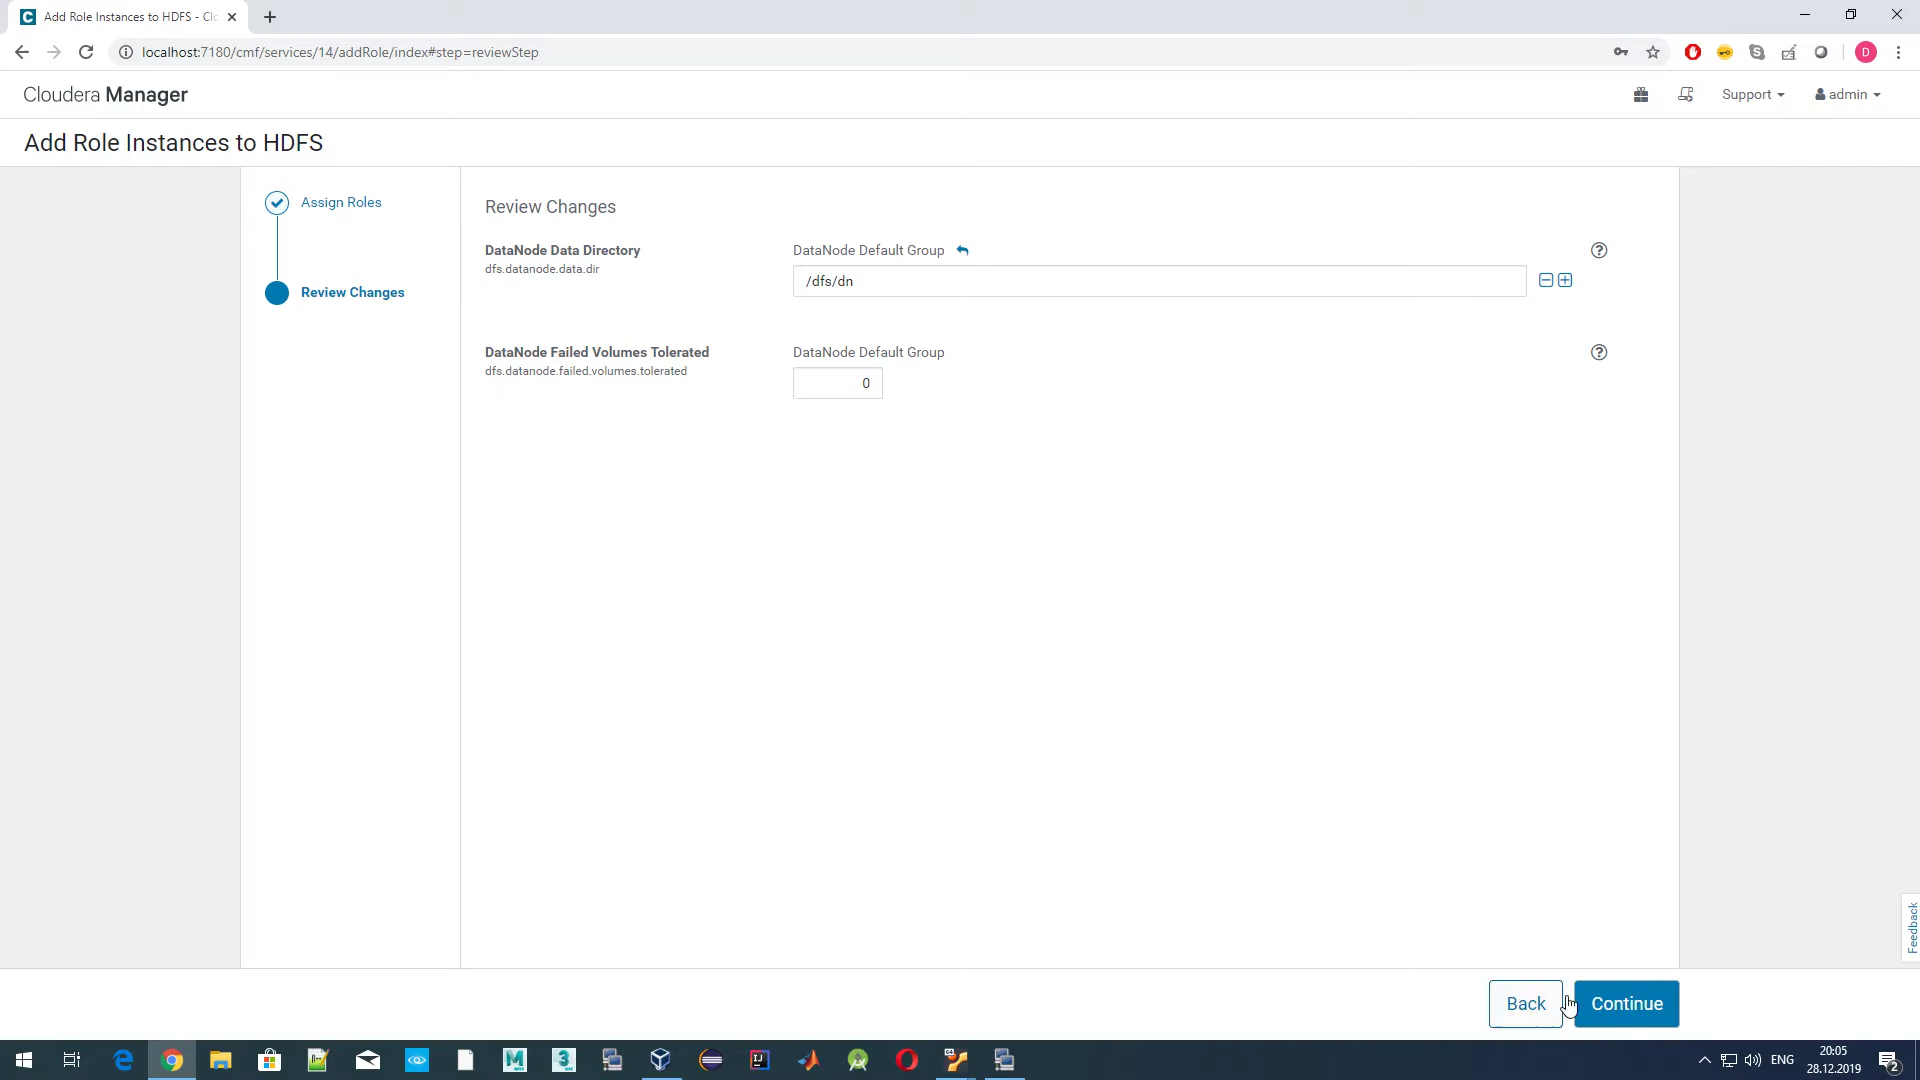 Add Role Instances to HDFS - Clo
localhost:7180/cmf/services/14/addRole/index#step=reviewStep
D
Cloudera Manager
Support
admin
Add Role Instances to HDFS
Assign Roles
Review Changes
Review Changes
DataNode Data Directory
dfs.datanode.data.dir
DataNode Default Group
/dfs/dn
DataNode Failed Volumes Tolerated
dfs.datanode.failed.volumes.tolerated
DataNode Default Group
0
Feedback
Back
Continue
ENG
20:05
28.12.2019
2